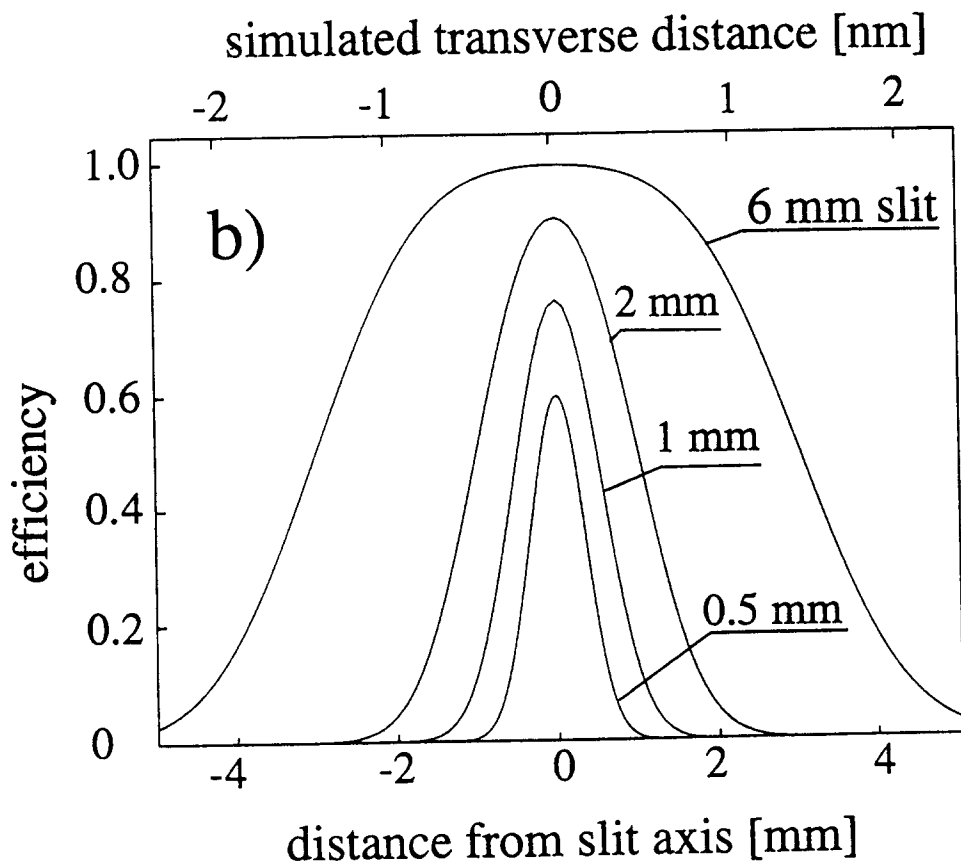 simulated transverse distance [nm]
-2 -1 0 1 2
1.0
b)
6 mm slit
0.8
2 mm
0.6
1 mm
0.4
0.5 mm
0.2
0
efficiency
-4 -2 0 2 4
distance from slit axis [mm]